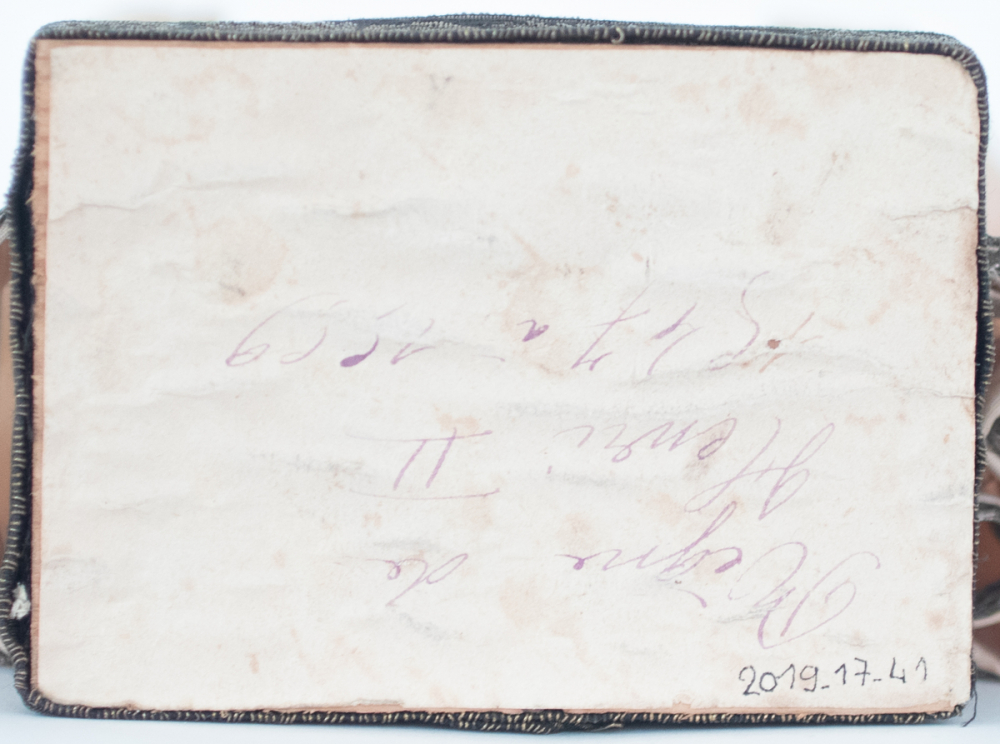 Règne de
Henri II
1547 a 1559
2019-17-41